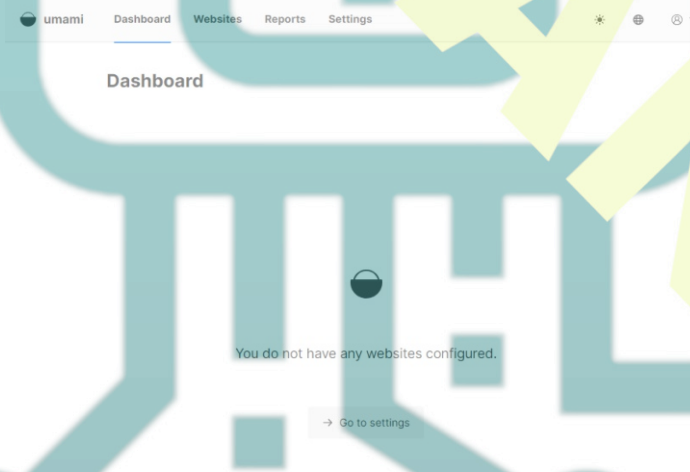 umami Dashboard Websites Reports Settings
Dashboard
You do not have any websites configured.
→ Go to settings